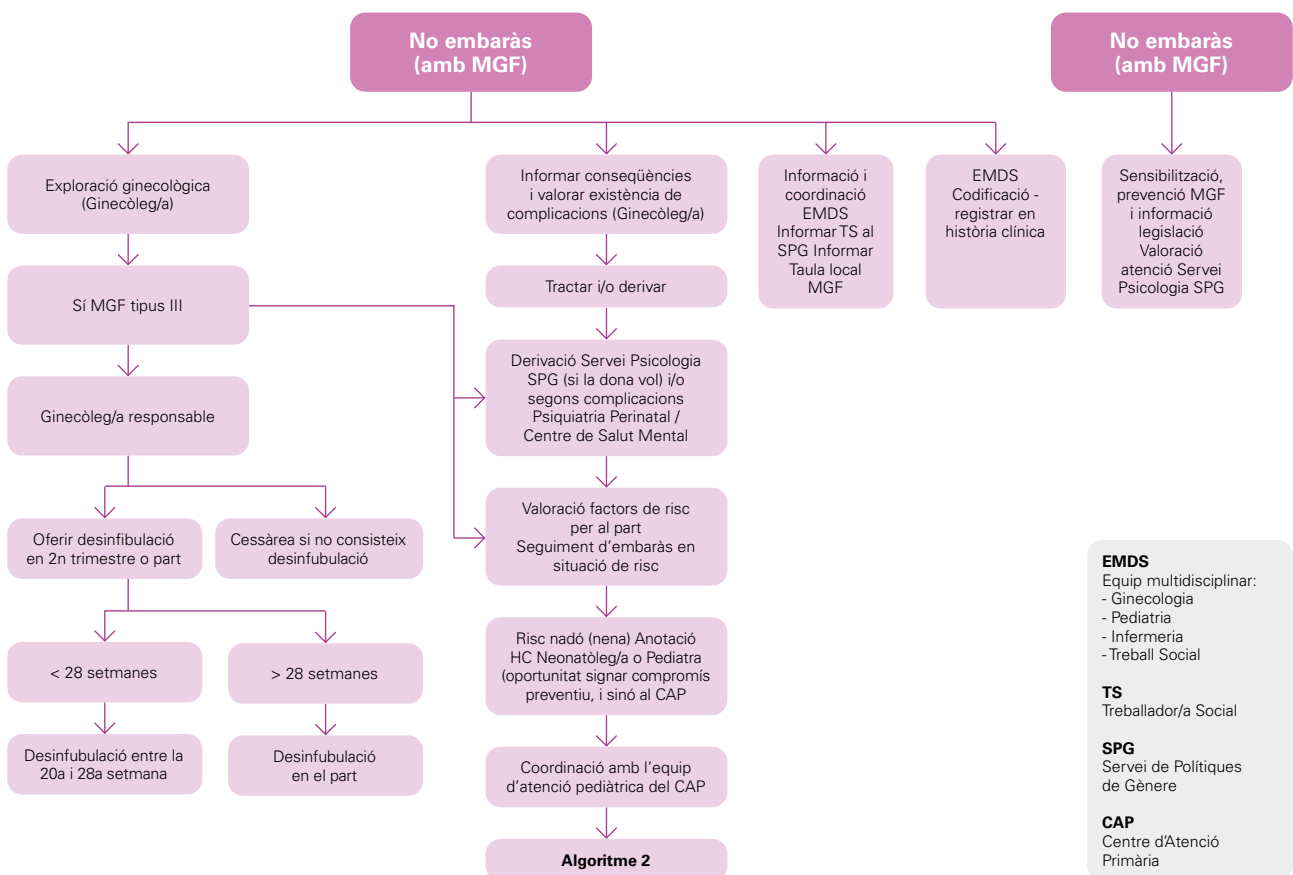 No embaràs
(amb MGF)
No embaràs
(amb MGF)
Exploració ginecològica
(Ginecòleg/a)
Informar conseqüències
i valorar existència de
complicacions (Ginecòleg/a)
Informació i
coordinació
EMDS
Informar TS al
SPG Informar
Taula local
MGF
EMDS
Codificació -
registrar en
història clínica
Sensibilització,
prevenció MGF
i informació
legislació
Valoració
atenció Servei
Psicologia SPG
Sí MGF tipus III
Tractar i/o derivar
Ginecòleg/a responsable
Derivació Servei Psicologia
SPG (si la dona vol) i/o
segons complicacions
Psiquiatria Perinatal /
Centre de Salut Mental
Oferir desinfibulació
en 2n trimestre o part
Cessàrea si no consisteix
desinfubulació
Valoració factors de risc
per al part
Seguiment d'embaràs en
situació de risc
< 28 setmanes
> 28 setmanes
Risc nadó (nena) Anotació
HC Neonatòleg/a o Pediatra
(oportunitat signar compromís
preventiu, i sinó al CAP
Desinfubulació entre la
20a i 28a setmana
Desinfubulació
en el part
Coordinació amb l'equip
d'atenció pediàtrica del CAP
Algoritme 2
EMDS
Equip multidisciplinar:
- Ginecologia
- Pediatria
- Infermeria
- Treball Social
TS
Treballador/a Social
SPG
Servei de Polítiques
de Gènere
CAP
Centre d'Atenció
Primària